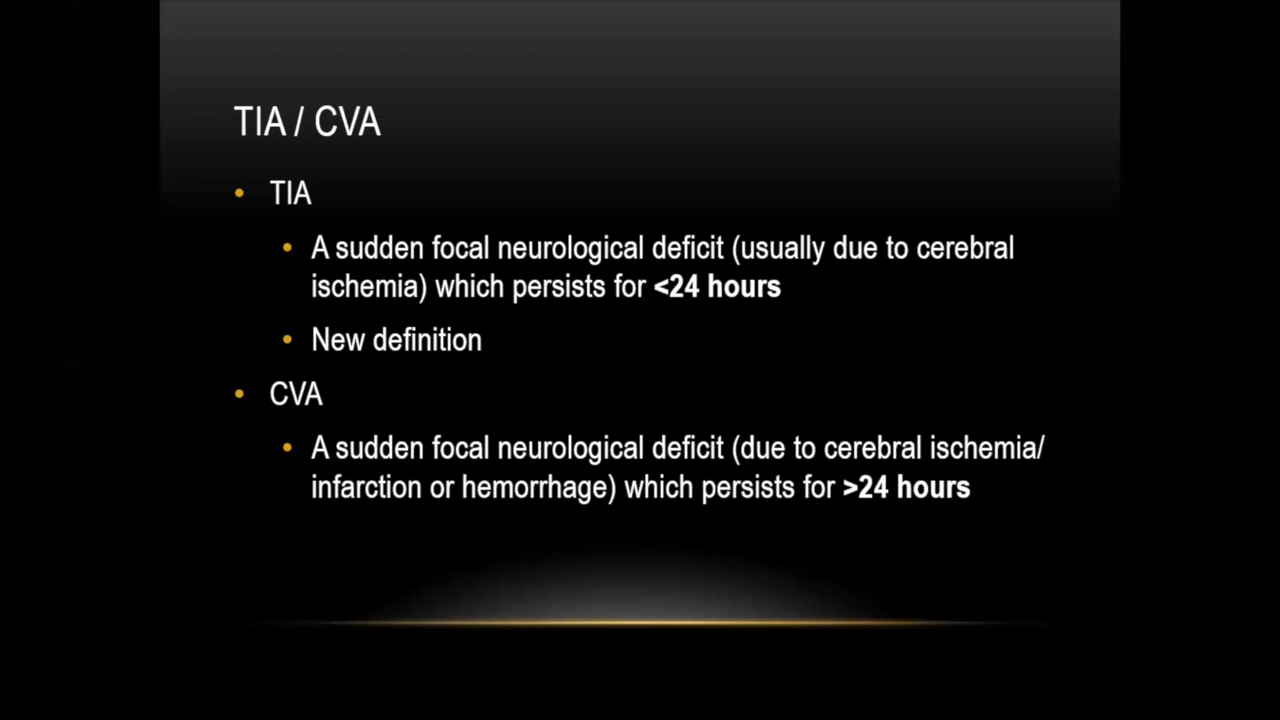 TIA / CVA
• TIA
• A sudden focal neurological deficit (usually due to cerebral
ischemia) which persists for <24 hours
• New definition
• CVA
• A sudden focal neurological deficit (due to cerebral ischemia/
infarction or hemorrhage) which persists for >24 hours